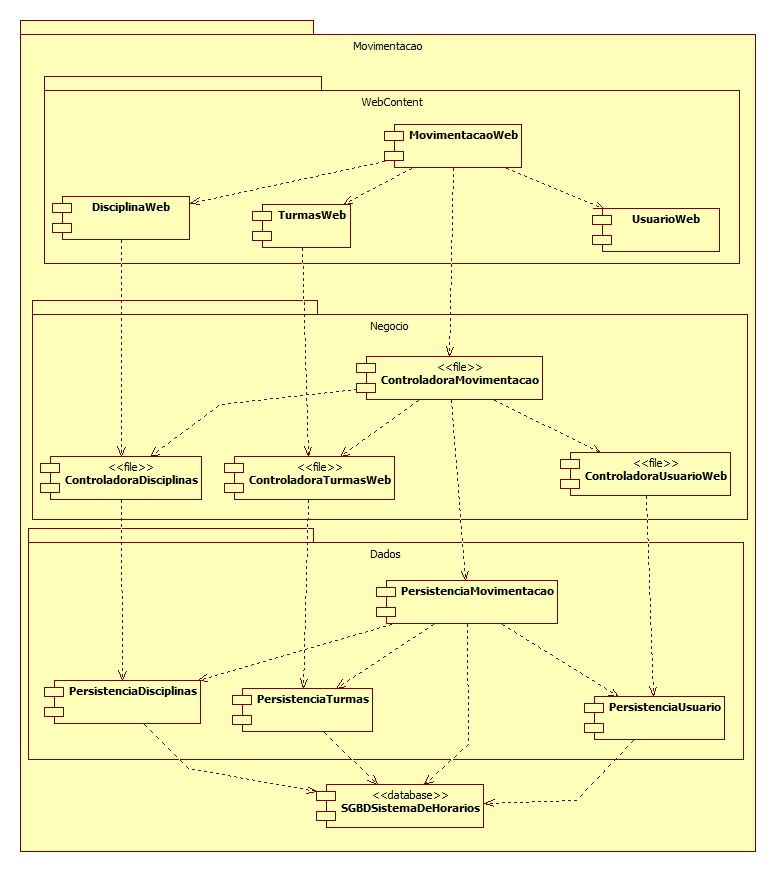 Movimentacao
WebContent
MovimentacaoWeb
DisciplinaWeb
TurmasWeb
UsuarioWeb
Negocio
<<file>>
ControladoraMovimentacao
<<file>>
ControladoraDisciplinas
<<file>>
ControladoraTurmasWeb
<<file>>
ControladoraUsuarioWeb
Dados
PersistenciaMovimentacao
PersistenciaDisciplinas
PersistenciaTurmas
PersistenciaUsuario
<<database>>
SGBDSistemaDeHorarios